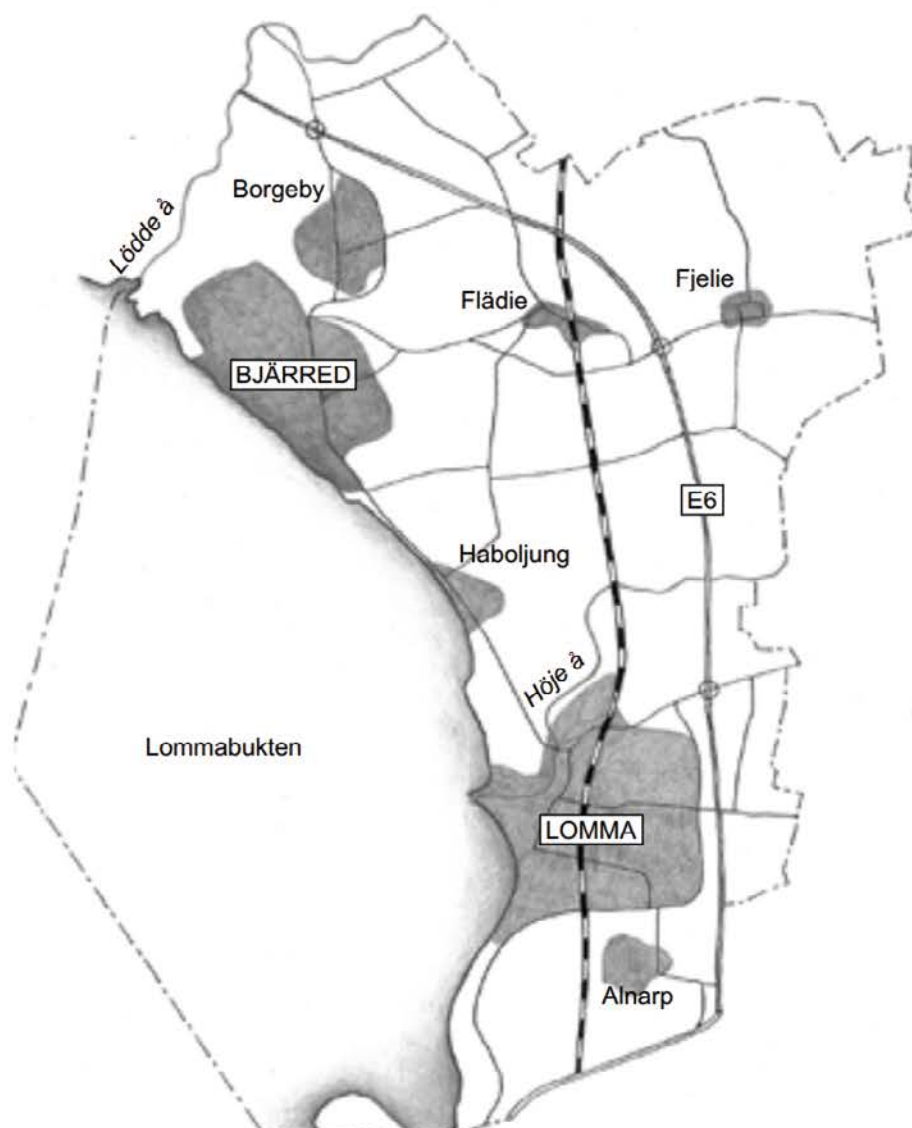 Borgeby
Lödde å
Flädie
Fjelie
BJÄRRED
E6
Haboljung
Höje å
Lommabukten
LOMMA
Alnarp